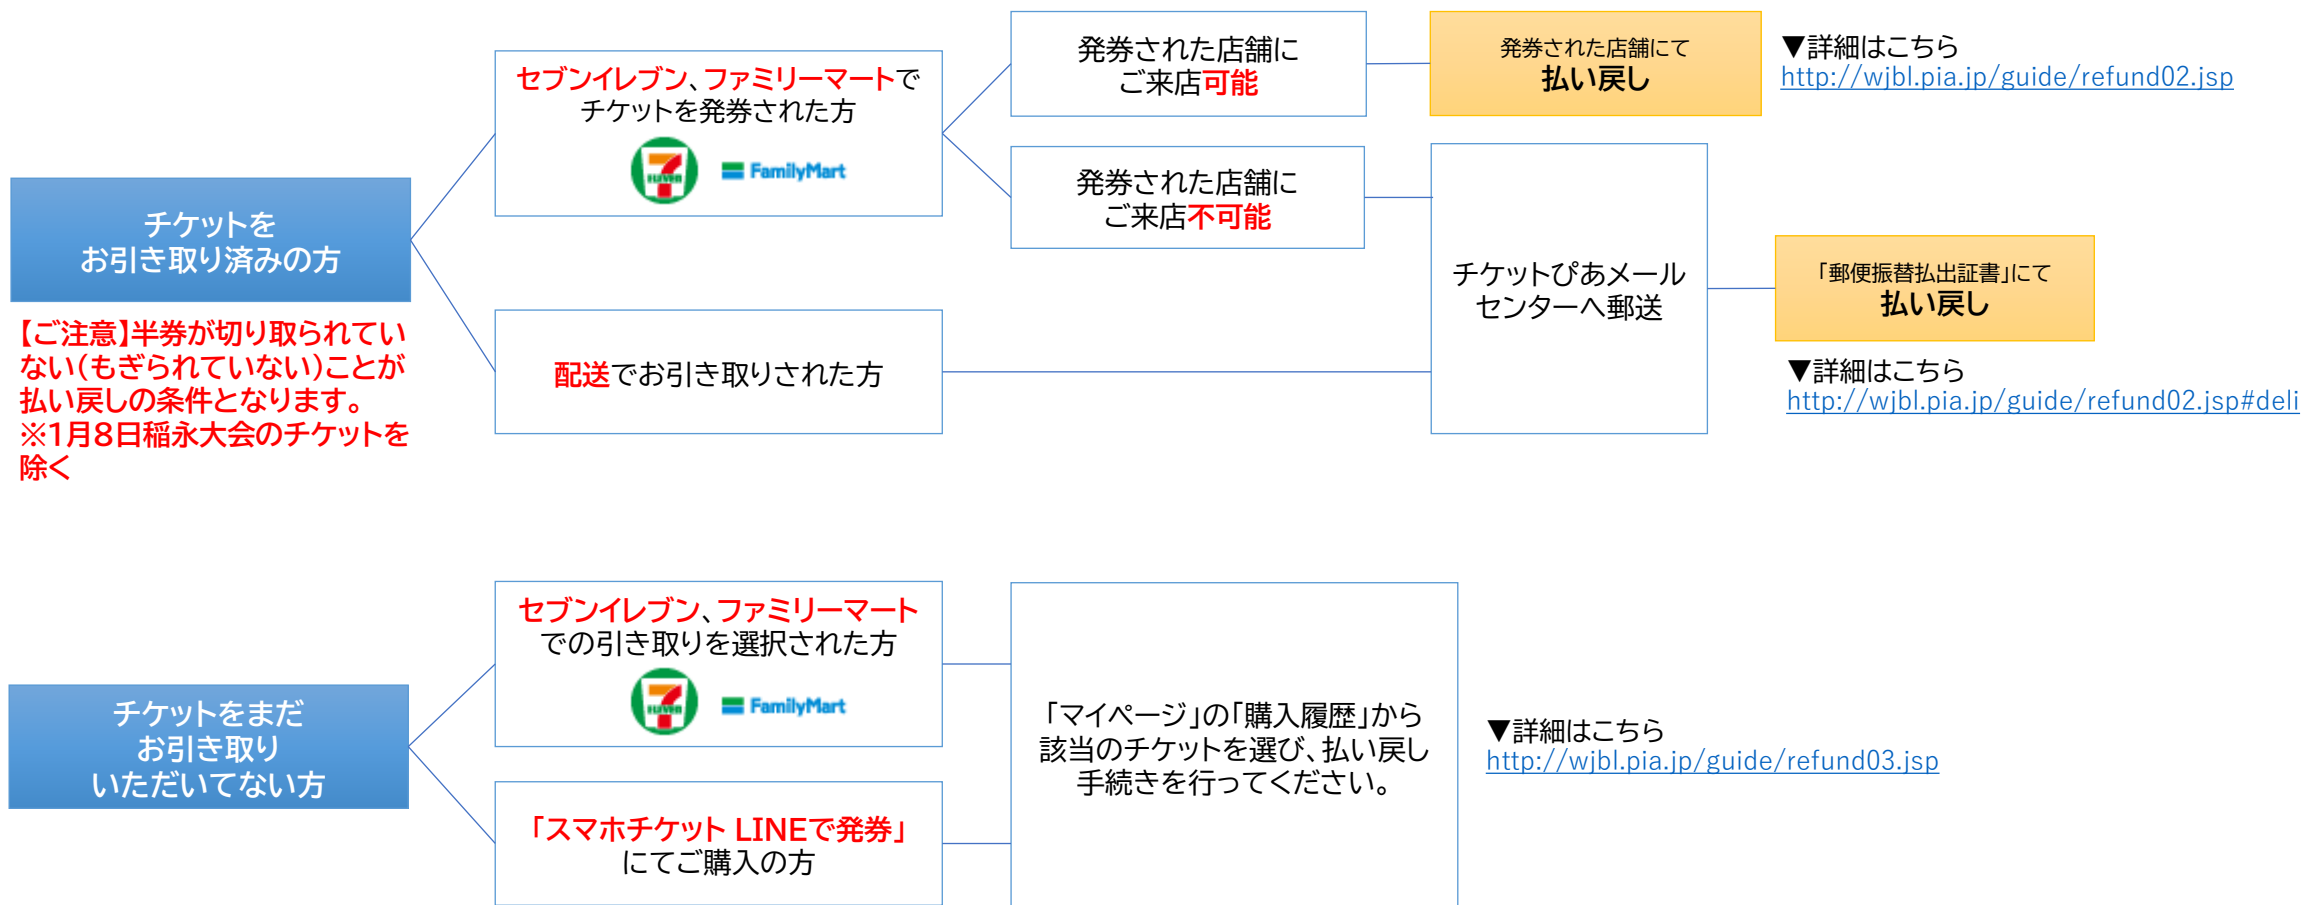 チケットを
お引き取り済みの方
【ご注意】半券が切り取られてい
ない(もぎられていない)ことが
払い戻しの条件となります。
※1月8日稲永大会のチケットを
除く
セブンイレブン、ファミリーマートで
チケットを発券された方
7
ELEVEN
FamilyMart
発券された店舗に
ご来店可能
発券された店舗にて
払い戻し
▼詳細はこちら
http://wjbl.pia.jp/guide/refund02.jsp
発券された店舗に
ご来店不可能
配送でお引き取りされた方
チケットぴあメール
センターへ郵送
「郵便振替払出証書」にて
払い戻し
▼詳細はこちら
http://wjbl.pia.jp/guide/refund02.jsp#deli
チケットをまだ
お引き取り
いただいてない方
セブンイレブン、ファミリーマート
での引き取りを選択された方
7
ELEVEN
FamilyMart
「スマホチケット LINEで発券」
にてご購入の方
「マイページ」の「購入履歴」から
該当のチケットを選び、払い戻し
手続きを行ってください。
▼詳細はこちら
http://wjbl.pia.jp/guide/refund03.jsp